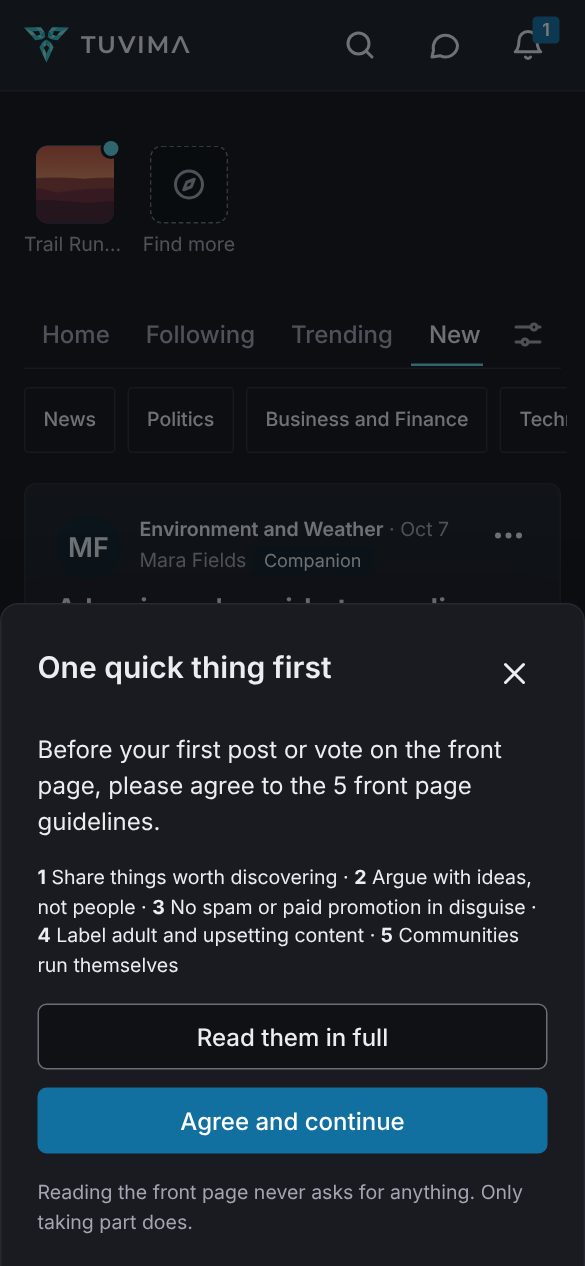 TUVIMA
1
Trail Run...
Find more
Home Following Trending New
News Politics Business and Finance
MF
Environment and Weather · Oct 7
Mara Fields Companion
One quick thing first
Before your first post or vote on the front
page, please agree to the 5 front page
guidelines.
1 Share things worth discovering · 2 Argue with ideas,
not people · 3 No spam or paid promotion in disguise ·
4 Label adult and upsetting content · 5 Communities
run themselves
Read them in full
Agree and continue
Reading the front page never asks for anything. Only
taking part does.